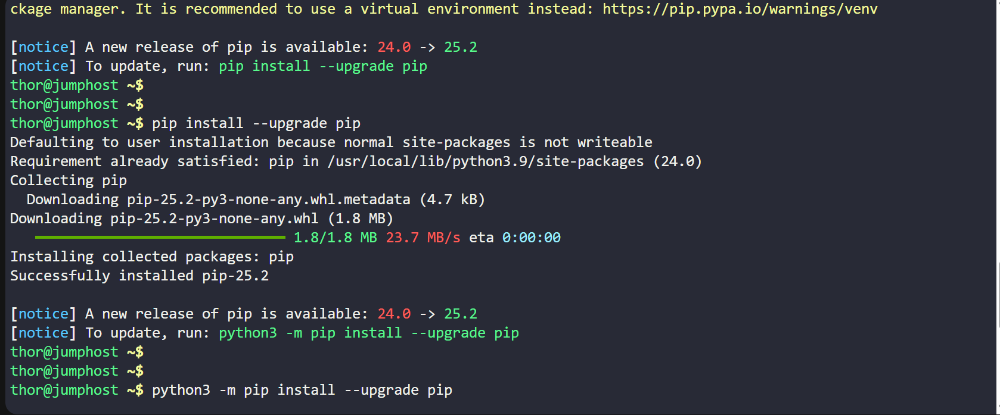 ckage manager. It is recommended to use a virtual environment instead: https://pip.pypa.io/warnings/venv
[notice] A new release of pip is available: 24.0 -> 25.2
[notice] To update, run: pip install --upgrade pip
thor@jumphost ~$
thor@jumphost ~$
thor@jumphost ~$ pip install --upgrade pip
Defaulting to user installation because normal site-packages is not writeable
Requirement already satisfied: pip in /usr/local/lib/python3.9/site-packages (24.0)
Collecting pip
  Downloading pip-25.2-py3-none-any.whl.metadata (4.7 kB)
Downloading pip-25.2-py3-none-any.whl (1.8 MB)
1.8/1.8 MB 23.7 MB/s eta 0:00:00
Installing collected packages: pip
Successfully installed pip-25.2
[notice] A new release of pip is available: 24.0 -> 25.2
[notice] To update, run: python3 -m pip install --upgrade pip
thor@jumphost ~$
thor@jumphost ~$
thor@jumphost ~$ python3 -m pip install --upgrade pip